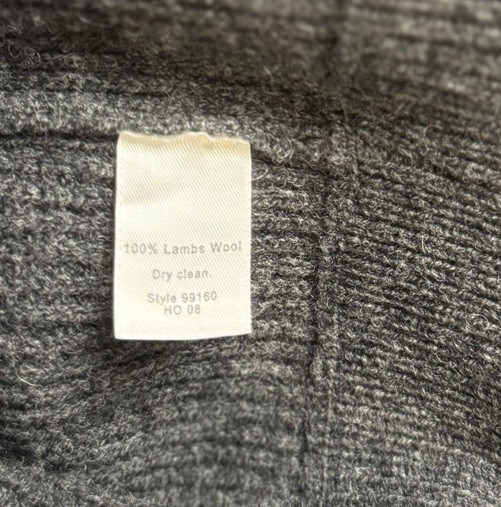 100% Lambs Wool
Dry clean.
Style 99160
HO 08